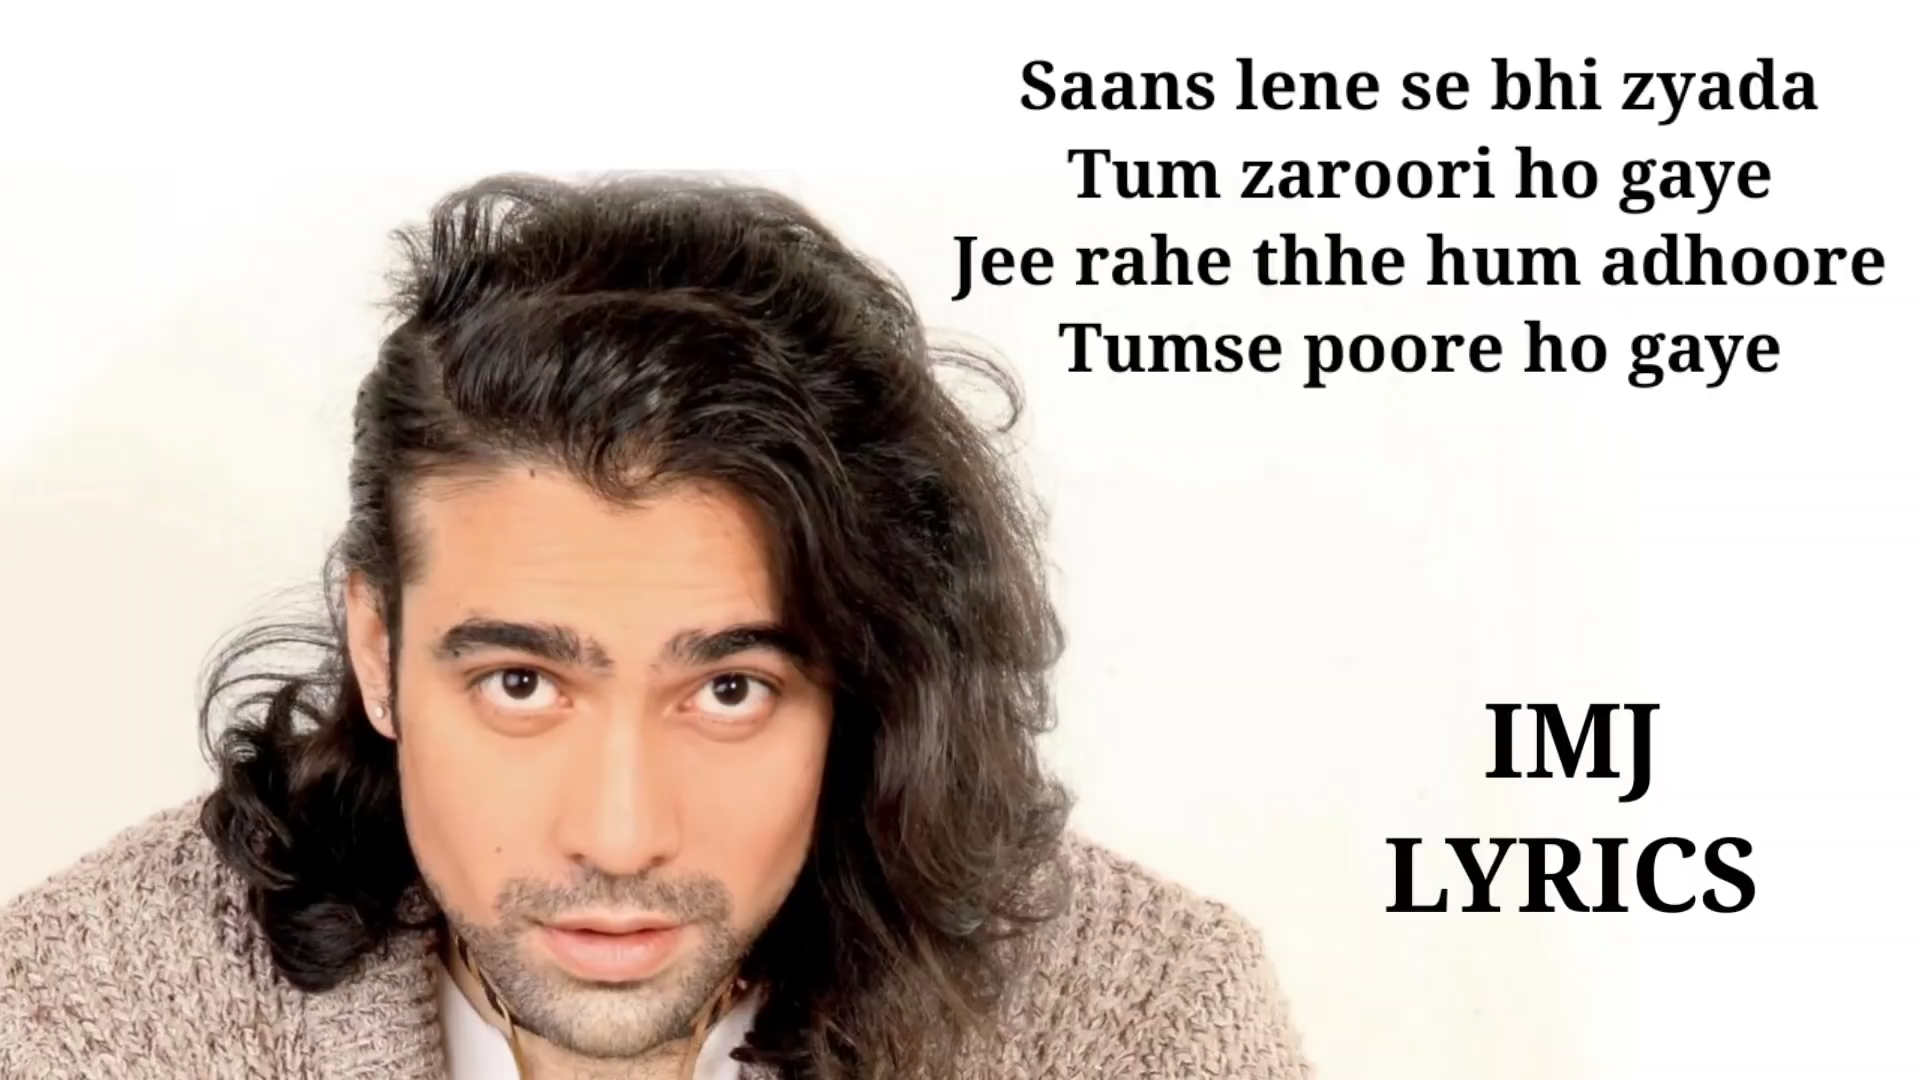 Saans lene se bhi zyada
Tum zaroori ho gaye
Jee rahe thhe hum adhoore
Tumse poore ho gaye
IMJ
LYRICS